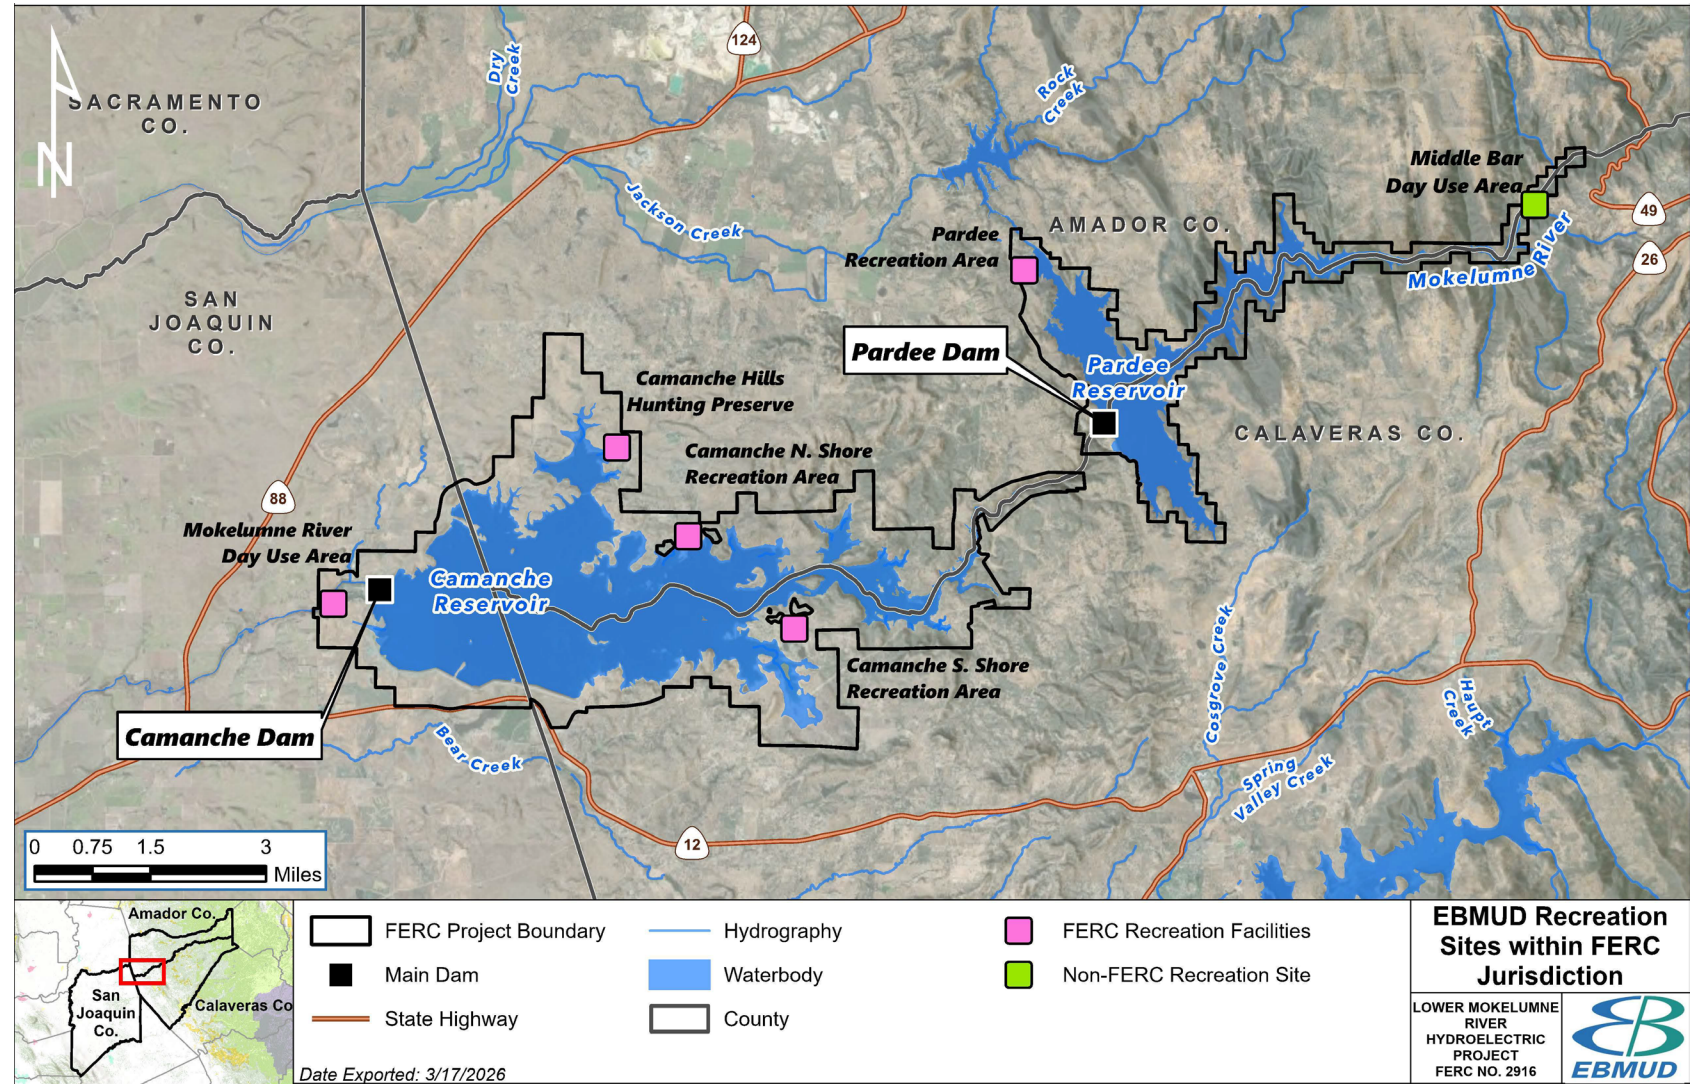 124
Dry
Creek
Rock
Creek
SACRAMENTO
CO.
N
Middle Bar
Day Use Area
49
Jackson Creek
AMADOR CO.
Pardee
Recreation Area
26
Mokelumne River
SAN
JOAQUIN
CO.
Pardee Dam
Pardee
Reservoir
Camanche Hills
Hunting Preserve
CALAVERAS CO.
Camanche N. Shore
Recreation Area
88
Mokelumne River
Day Use Area
Camanche
Reservoir
Camanche S. Shore
Recreation Area
Cosgrove Creek
Haupt
Creek
Camanche Dam
Bear Creek
Spring
Valley Creek
12
0 0.75 1.5 3
Miles
Amador Co.
San
Joaquin
Co.
Calaveras Co
FERC Project Boundary
Main Dam
State Highway
Hydrography
Waterbody
County
FERC Recreation Facilities
Non-FERC Recreation Site
Date Exported: 3/17/2026
EBMUD Recreation
Sites within FERC
Jurisdiction
LOWER MOKELUMNE
RIVER
HYDROELECTRIC
PROJECT
FERC NO. 2916
EBMUD